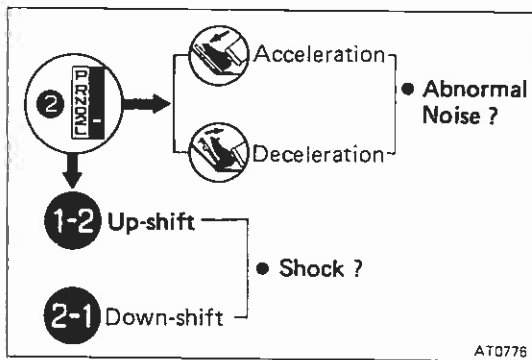 Acceleration
P
R
N
D
2
L
2
• Abnormal
Noise ?
Deceleration
1-2 Up-shift
• Shock ?
2-1 Down-shift
AT0776